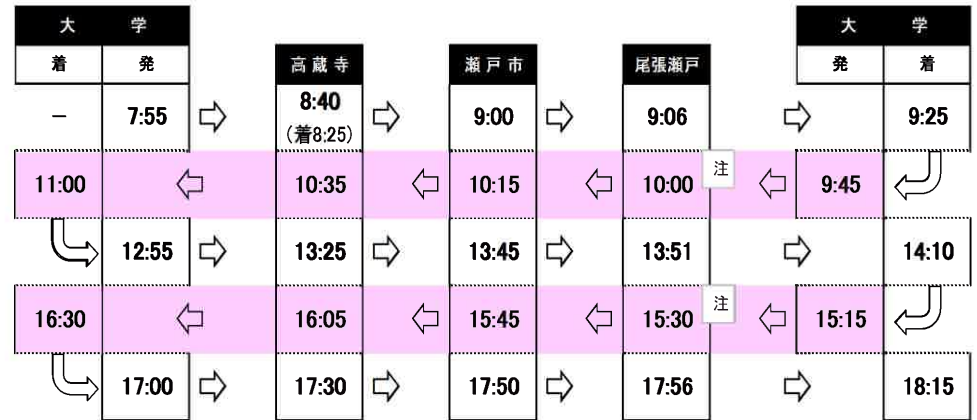 大 学 大 学
着 発 高蔵寺 瀬戸市 尾張瀬戸 発 着
－ 7:55 ⇨ 8:40 ⇨ 9:00 ⇨ 9:06 ⇨ 9:25
（着8:25）
11:00 ⇦ 10:35 ⇦ 10:15 ⇦ 10:00 注 ⇦ 9:45
12:55 ⇨ 13:25 ⇨ 13:45 ⇨ 13:51 ⇨ 14:10
16:30 ⇦ 16:05 ⇦ 15:45 ⇦ 15:30 注 ⇦ 15:15
17:00 ⇨ 17:30 ⇨ 17:50 ⇨ 17:56 ⇨ 18:15